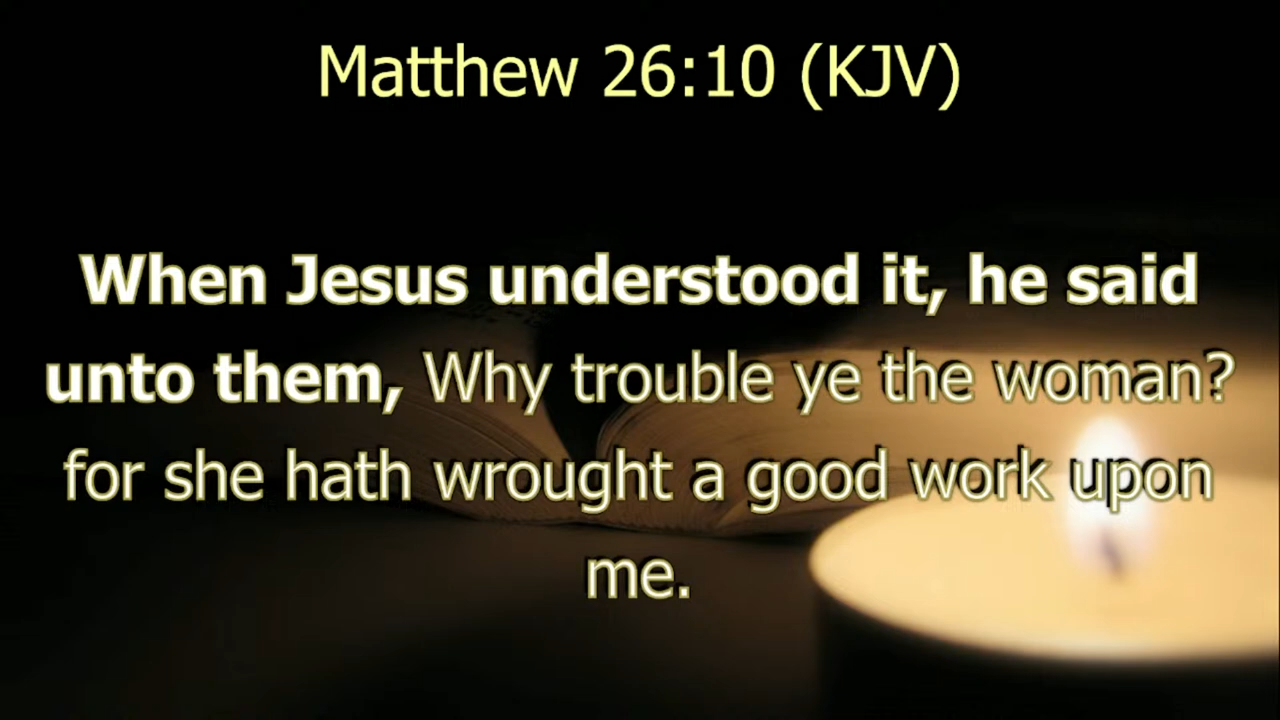 Matthew 26:10 (KJV)
When Jesus understood it, he said
unto them, Why trouble ye the woman?
for she hath wrought a good work upon
me.